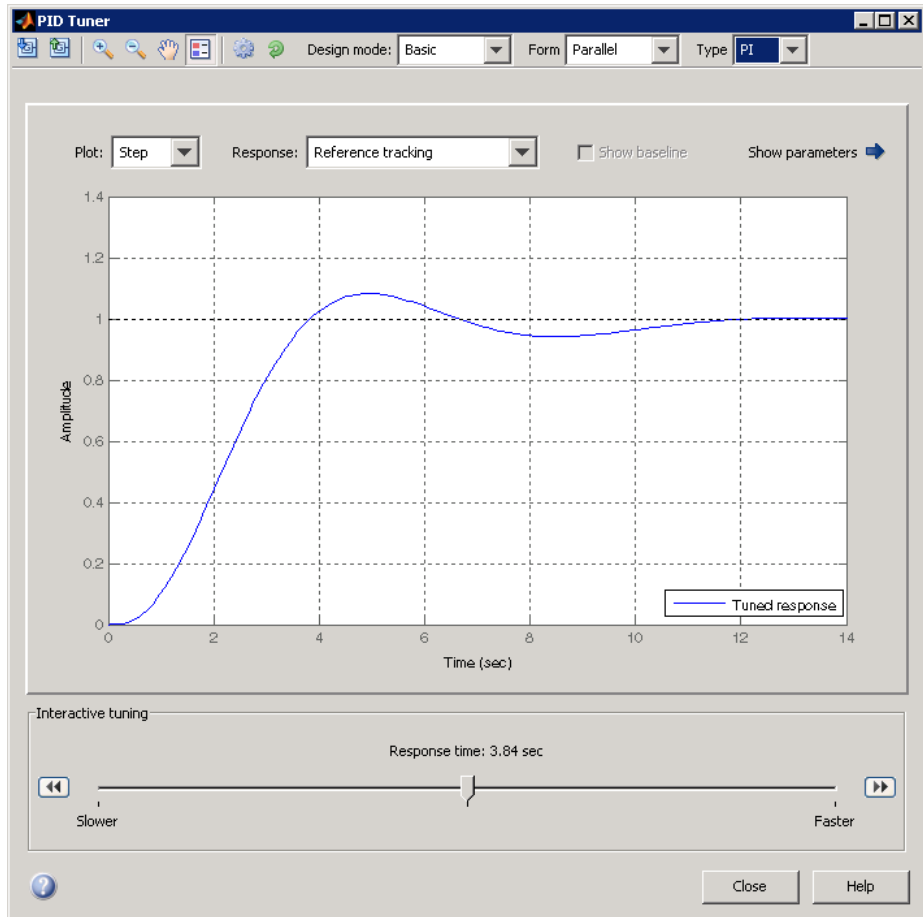 PID Tuner
Design mode: Basic Form Parallel Type PI
Plot: Step Response: Reference tracking Show baseline Show parameters
1.4
1.2
1
0.8
0.6
0.4
0.2
0
Amplitude
Tuned response
0 2 4 6 8 10 12 14
Time (sec)
Interactive tuning
Response time: 3.84 sec
Slower Faster
? Close Help